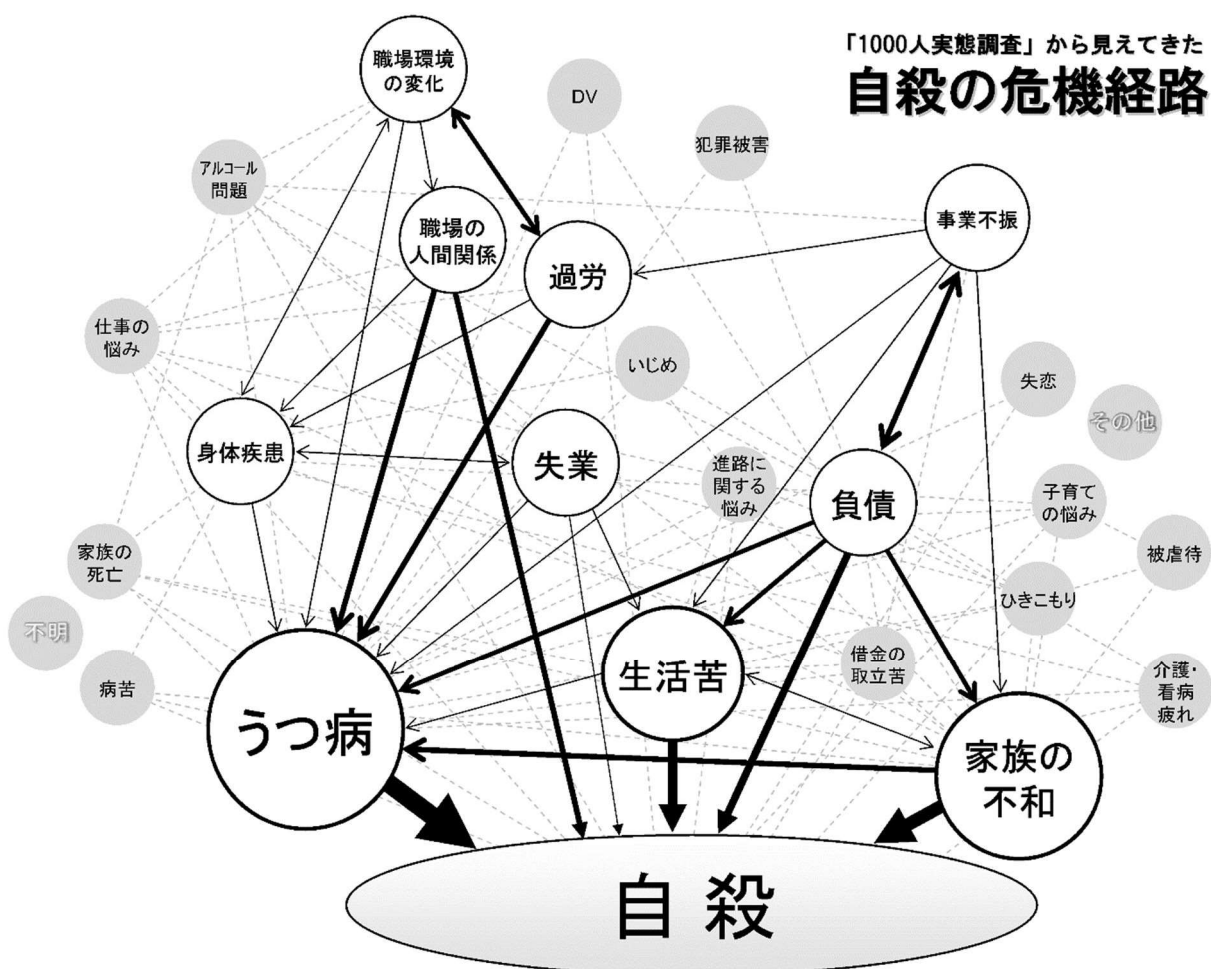 「1000人実態調査」から見えてきた
自殺の危機経路
職場環境
の変化
DV
犯罪被害
アルコール
問題
事業不振
職場の
人間関係
過労
仕事の
悩み
いじめ
失恋
その他
身体疾患
失業
進路に
関する
悩み
負債
子育て
の悩み
家族の
死亡
被虐待
ひきこもり
不明
病苦
うつ病
生活苦
借金の
取立苦
介護・
看病
疲れ
家族の
不和
自殺